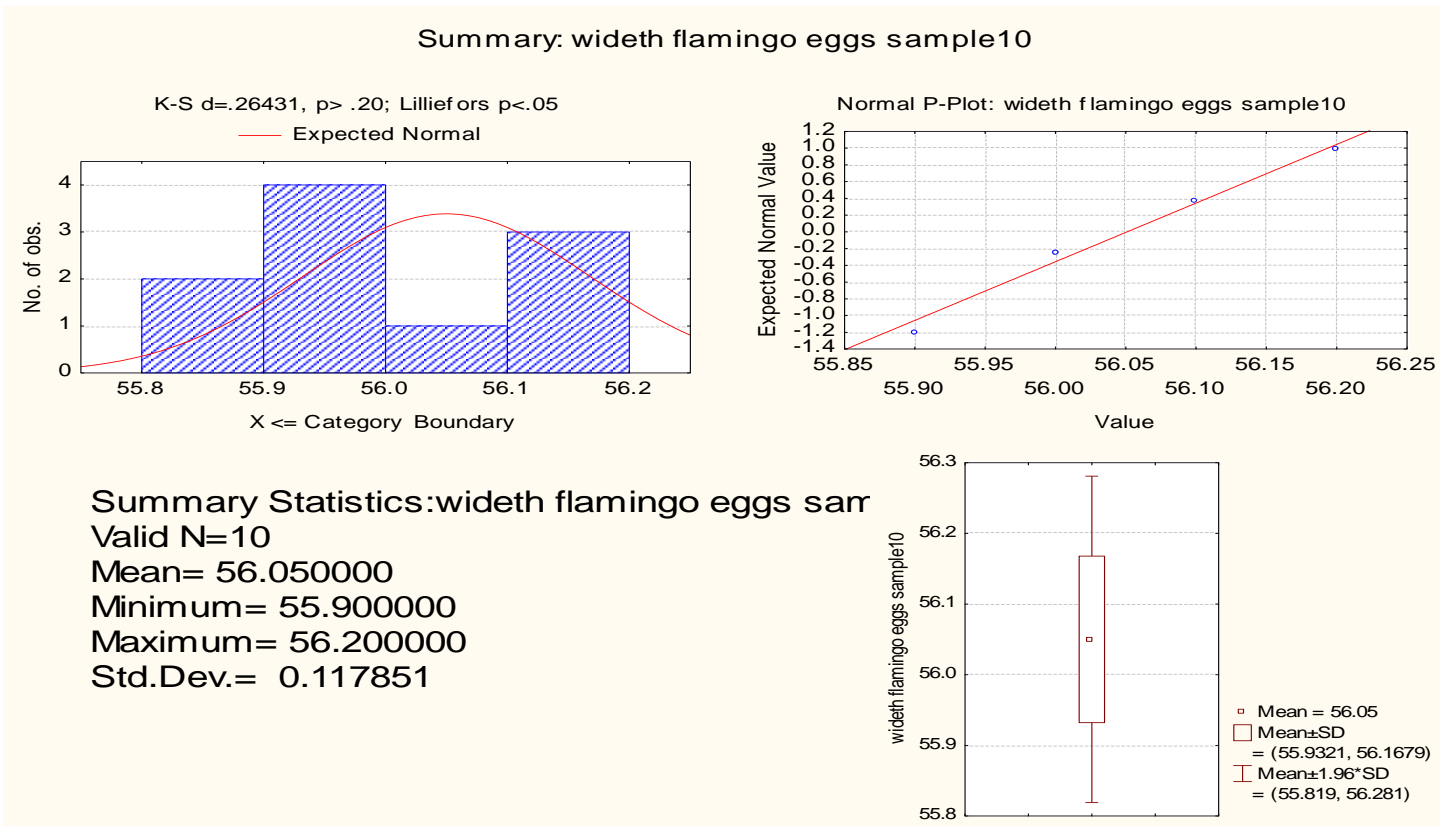 Summary: wideth flamingo eggs sample10
K-S d=.26431, p> .20; Lilliefors p<.05
Expected Normal
No. of obs.
4
3
2
1
0
55.8 55.9 56.0 56.1 56.2
X <= Category Boundary
Normal P-Plot: wideth flamingo eggs sample10
Expected Normal Value
1.2
1.0
0.8
0.6
0.4
0.2
0.0
-0.2
-0.4
-0.6
-0.8
-1.0
-1.2
-1.4
55.85 55.95 56.05 56.15 56.25
55.90 56.00 56.10 56.20
Value
Summary Statistics:wideth flamingo eggs sam
Valid N=10
Mean= 56.050000
Minimum= 55.900000
Maximum= 56.200000
Std.Dev.= 0.117851
wideth flamingo eggs sample10
56.3
56.2
56.1
56.0
55.9
55.8
Mean = 56.05
Mean±SD
= (55.9321, 56.1679)
Mean±1.96*SD
= (55.819, 56.281)